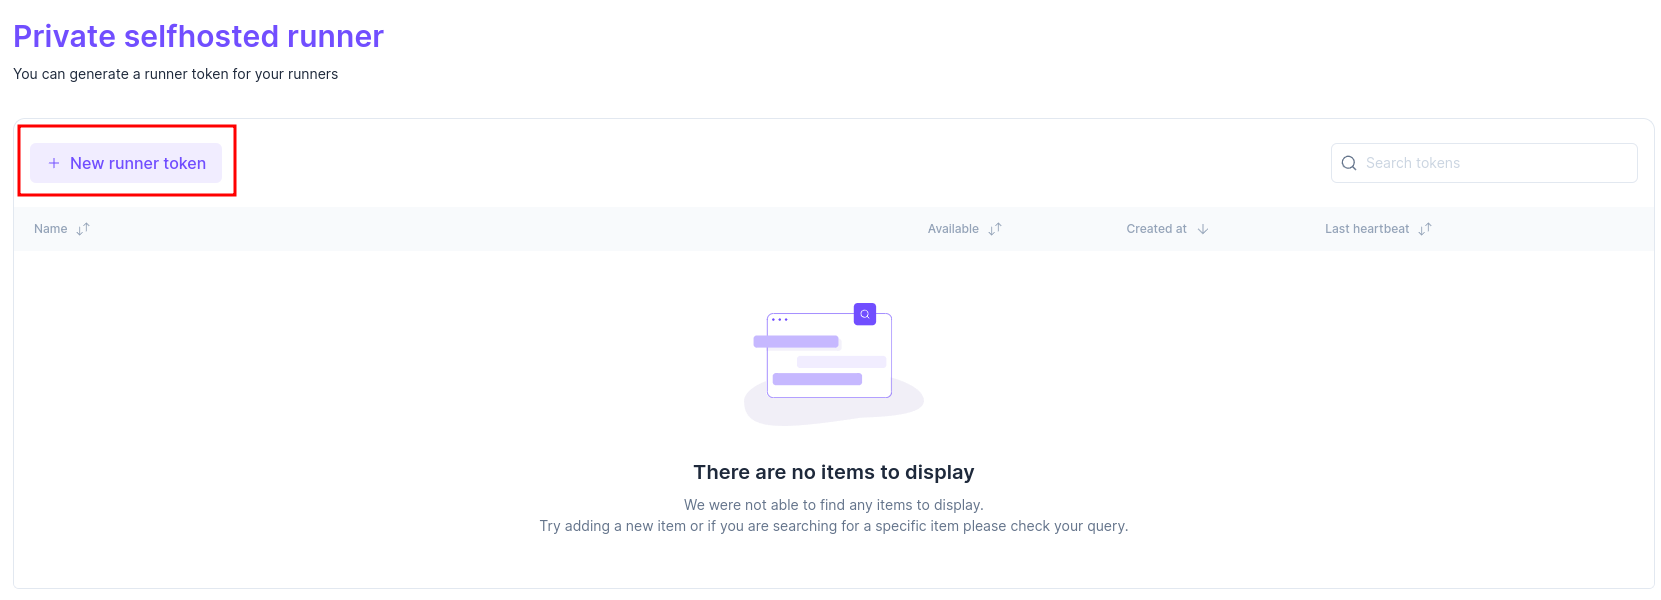 Private selfhosted runner
You can generate a runner token for your runners
+ New runner token
Search tokens
Name
Available
Created at
Last heartbeat
There are no items to display
We were not able to find any items to display.
Try adding a new item or if you are searching for a specific item please check your query.